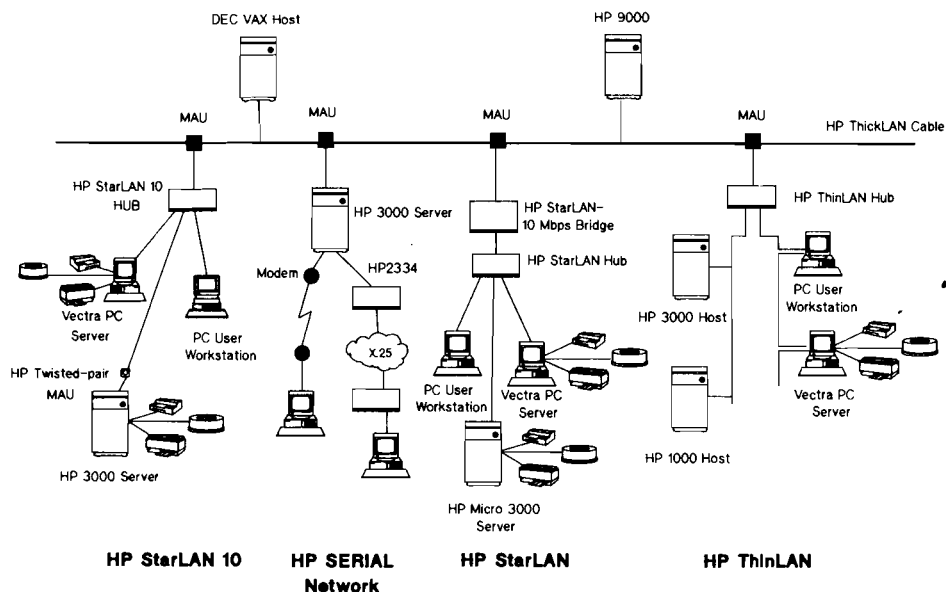 DEC VAX Host
HP 9000
MAU
MAU
MAU
MAU
HP ThickLAN Cable
HP StarLAN 10
HUB
HP 3000 Server
HP StarLAN-
10 Mbps Bridge
HP ThinLAN Hub
Modem
HP2334
HP StarLAN Hub
Vectra PC
Server
PC User
Workstation
X.25
HP 3000 Host
PC User
Workstation
HP Twisted-pair
MAU
PC User
Workstation
Vectra PC
Server
Vectra PC
Server
HP 3000 Server
HP Micro 3000
Server
HP 1000 Host
HP StarLAN 10
HP SERIAL
Network
HP StarLAN
HP ThinLAN